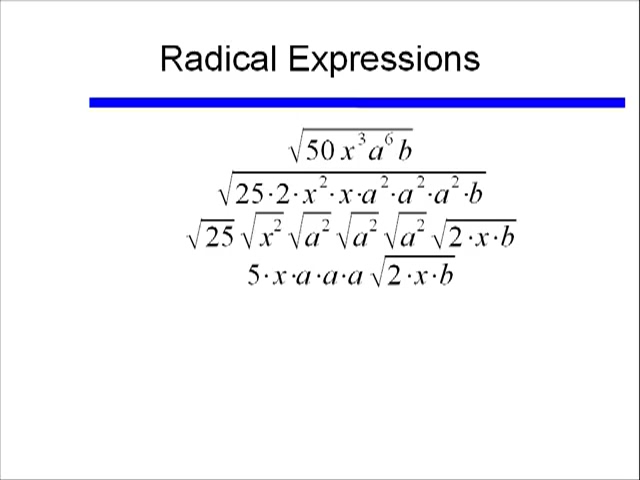 Radical Expressions
√(50x³a⁶b)
√(25·2·x²·x·a²·a²·a²·b)
√25 √x² √a² √a² √a² √(2·x·b)
5·x·a·a·a √(2·x·b)